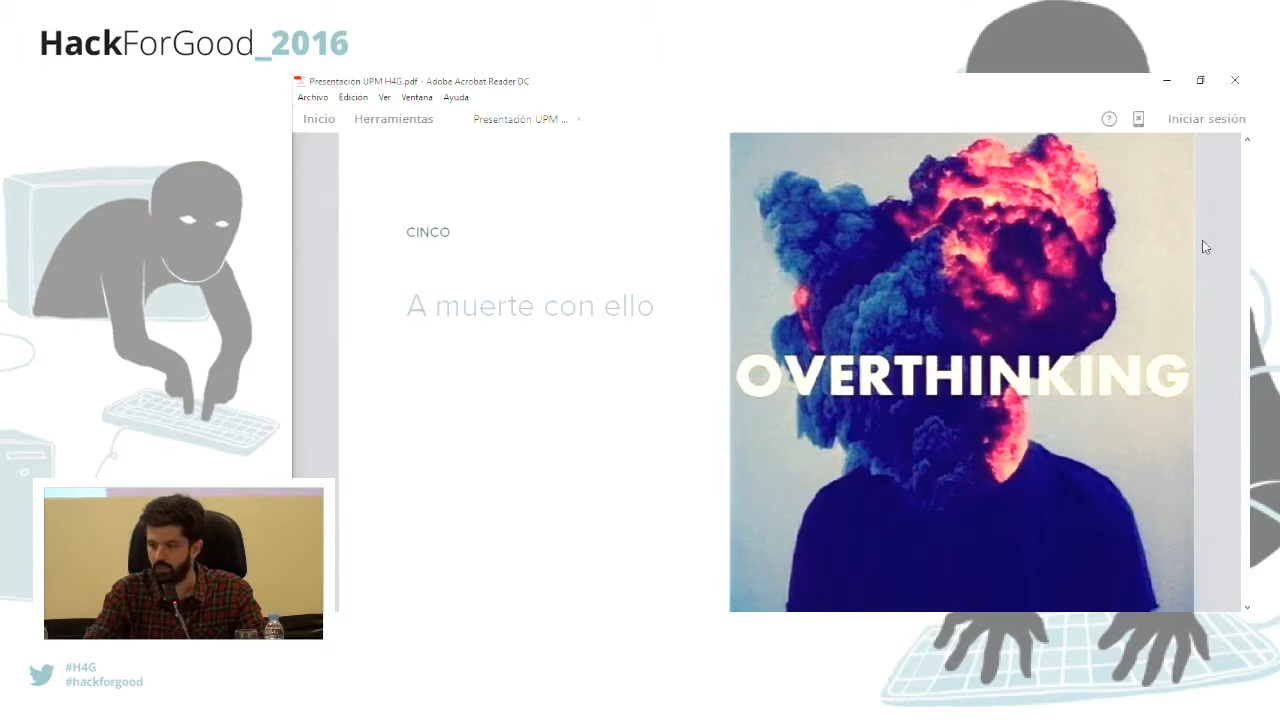 HackForGood_2016
Presentación UPM H4G.pdf - Adobe Acrobat Reader DC
Archivo Edición Ver Ventana Ayuda
Inicio Herramientas Presentación UPM ... × ? Iniciar sesión
CINCO
A muerte con ello
OVERTHINKING
#H4G
#hackforgood